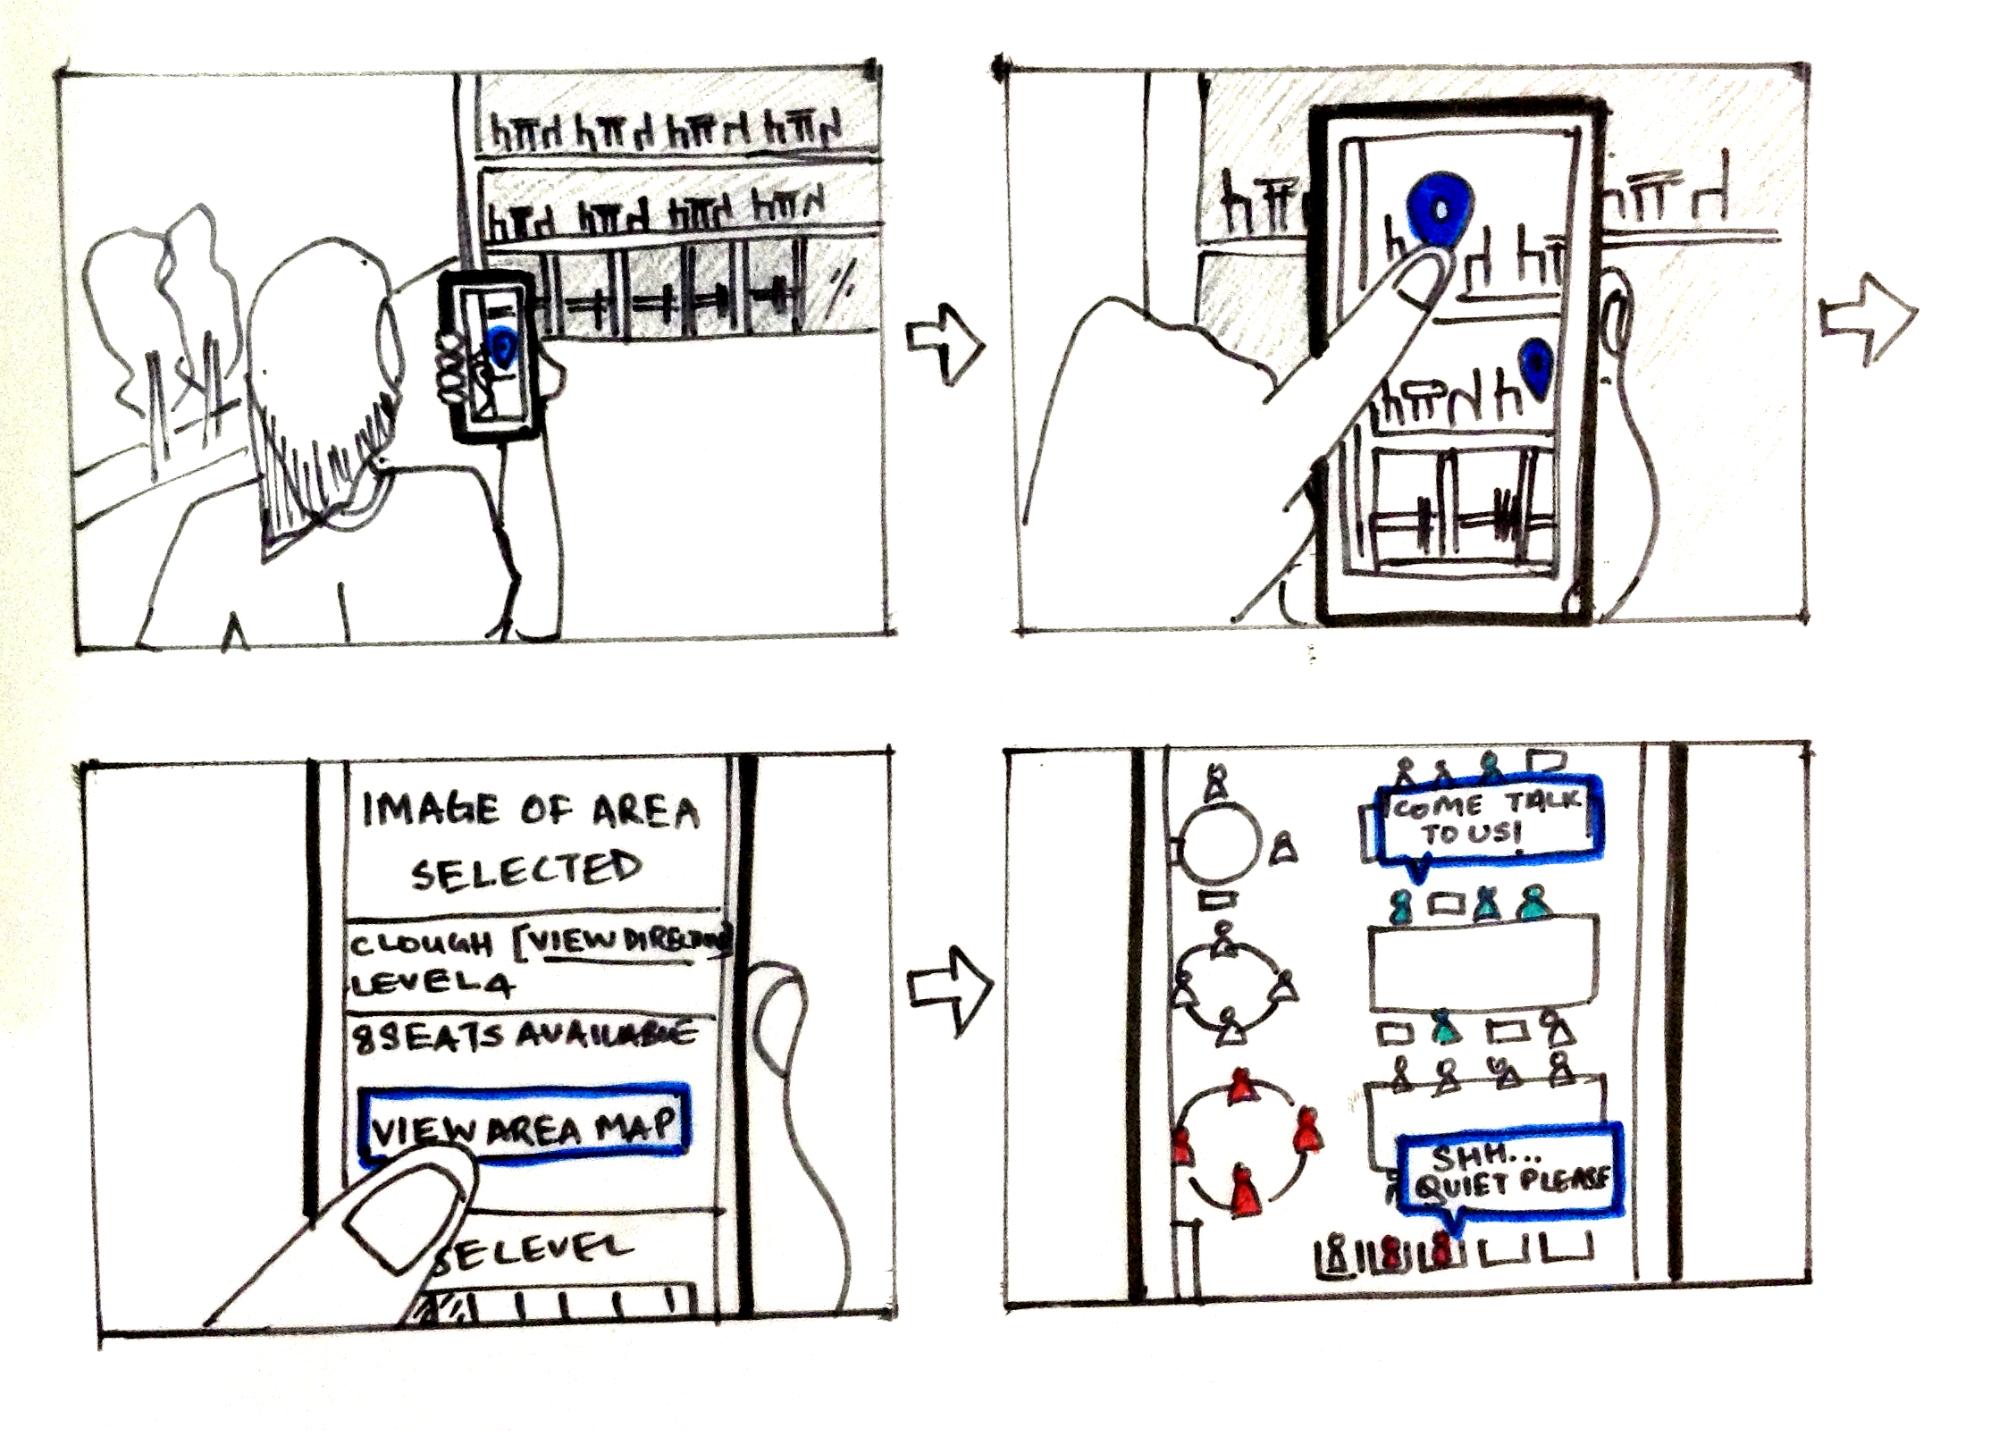 IMAGE OF AREA
SELECTED
CLOUGH [VIEW DIRECTION]
LEVEL 4
8 SEATS AVAILABLE
VIEW AREA MAP
SE LEVEL
COME TALK
TO US!
SHH...
QUIET PLEASE